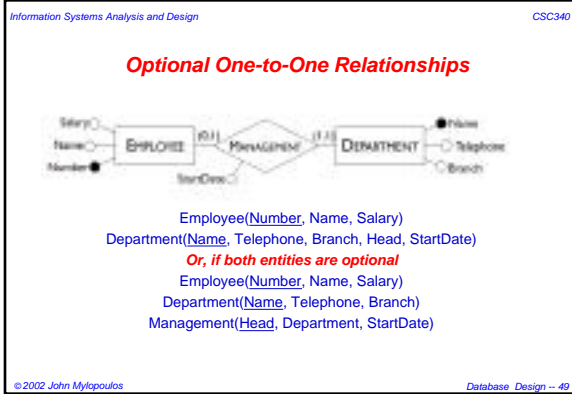 Information Systems Analysis and Design CSC340
Optional One-to-One Relationships
Salary
Name
Number
EMPLOYEE
(0,1)
MANAGEMENT
StartDate
(1,1)
DEPARTMENT
Name
Telephone
Branch
Employee(Number, Name, Salary)
Department(Name, Telephone, Branch, Head, StartDate)
Or, if both entities are optional
Employee(Number, Name, Salary)
Department(Name, Telephone, Branch)
Management(Head, Department, StartDate)
©2002 John Mylopoulos Database Design -- 49